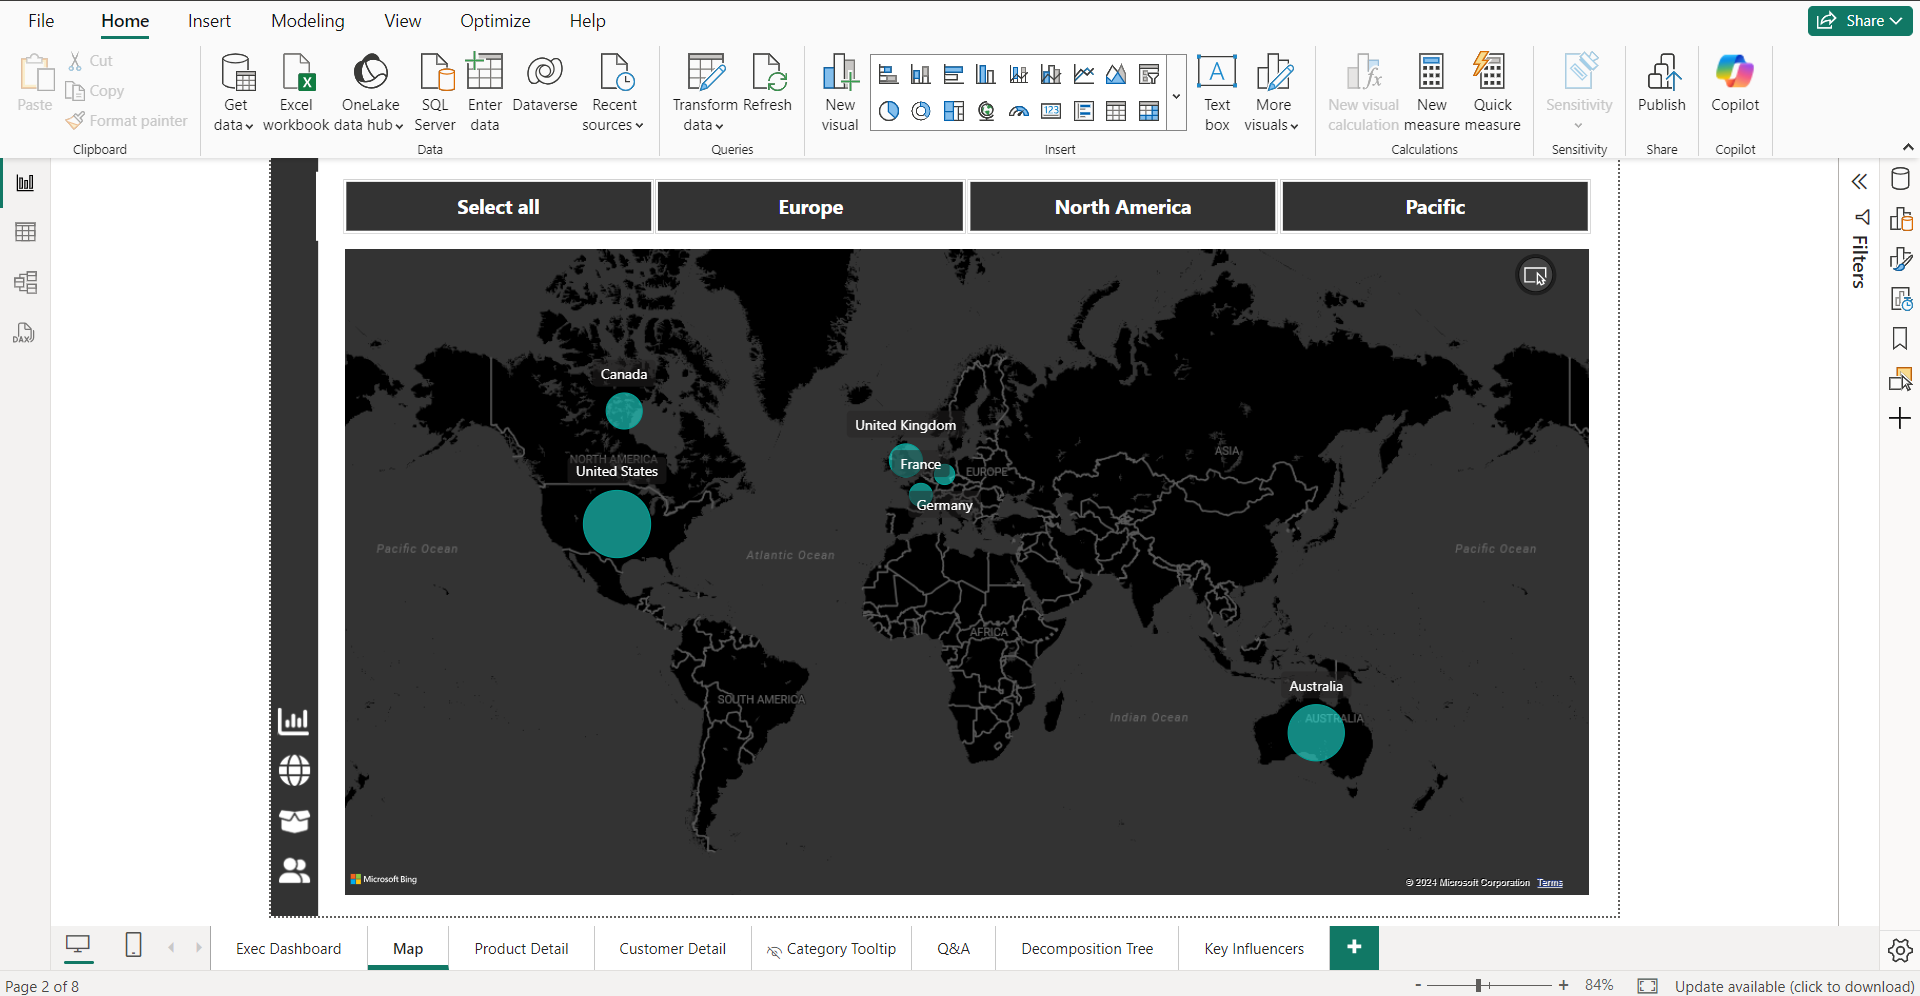 File Home Insert Modeling View Optimize Help Share
Paste Cut Copy Format painter
Clipboard
Get data Excel workbook OneLake data hub SQL Server Enter data Dataverse Recent sources
Data
Transform data Refresh
Queries
New visual
123
Text box More visuals
Insert
New visual calculation New measure Quick measure
Calculations
Sensitivity
Sensitivity
Publish
Share
Copilot
Copilot
DAX
Select all Europe North America Pacific
Filters
Canada
United Kingdom
NORTH AMERICA
United States
France
EUROPE
ASIA
Germany
Pacific Ocean
Atlantic Ocean
Pacific Ocean
AFRICA
SOUTH AMERICA
Indian Ocean
Australia
AUSTRALIA
Microsoft Bing
© 2024 Microsoft Corporation Terms
Exec Dashboard Map Product Detail Customer Detail Category Tooltip Q&A Decomposition Tree Key Influencers +
Page 2 of 8
- + 84% Update available (click to download)